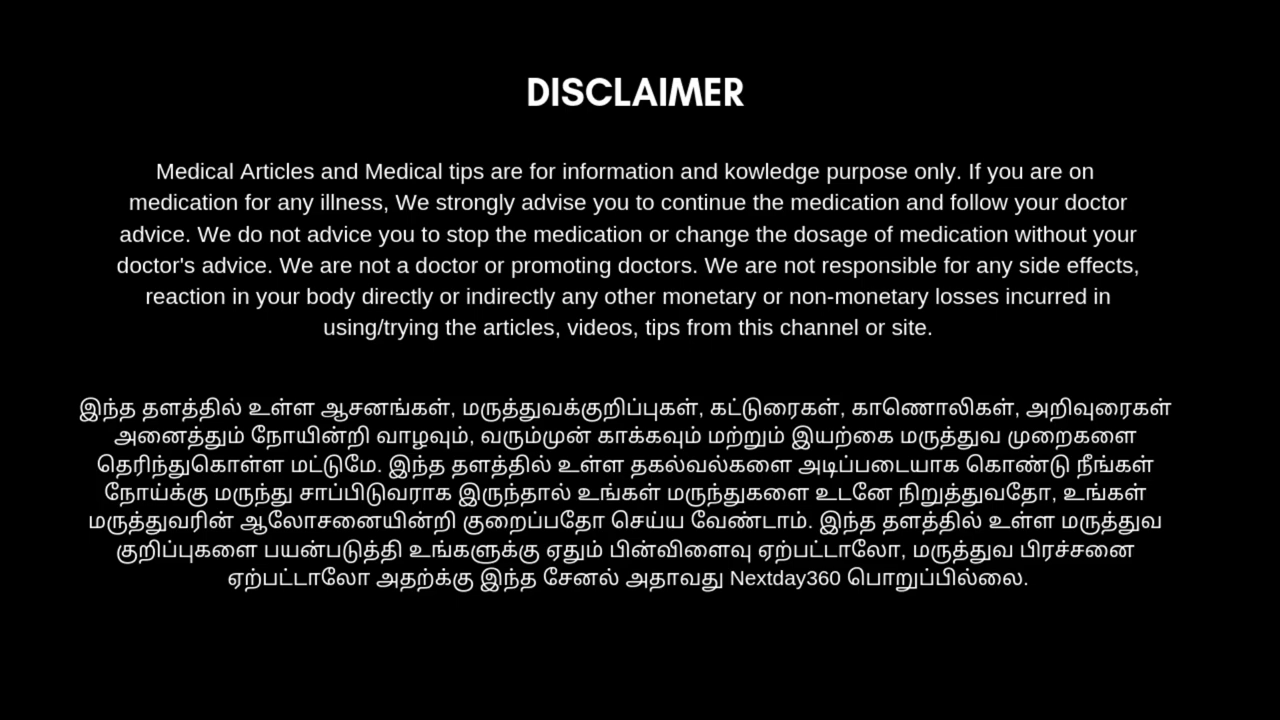 DISCLAIMER
Medical Articles and Medical tips are for information and kowledge purpose only. If you are on
medication for any illness, We strongly advise you to continue the medication and follow your doctor
advice. We do not advice you to stop the medication or change the dosage of medication without your
doctor's advice. We are not a doctor or promoting doctors. We are not responsible for any side effects,
reaction in your body directly or indirectly any other monetary or non-monetary losses incurred in
using/trying the articles, videos, tips from this channel or site.
இந்த தளத்தில் உள்ள ஆசனங்கள், மருத்துவக்குறிப்புகள், கட்டுரைகள், காணொலிகள், அறிவுரைகள்
அனைத்தும் நோயின்றி வாழவும், வரும்முன் காக்கவும் மற்றும் இயற்கை மருத்துவ முறைகளை
தெரிந்துகொள்ள மட்டுமே. இந்த தளத்தில் உள்ள தகல்வல்களை அடிப்படையாக கொண்டு நீங்கள்
நோய்க்கு மருந்து சாப்பிடுவராக இருந்தால் உங்கள் மருந்துகளை உடனே நிறுத்துவதோ, உங்கள்
மருத்துவரின் ஆலோசனையின்றி குறைப்பதோ செய்ய வேண்டாம். இந்த தளத்தில் உள்ள மருத்துவ
குறிப்புகளை பயன்படுத்தி உங்களுக்கு ஏதும் பின்விளைவு ஏற்பட்டாலோ, மருத்துவ பிரச்சனை
ஏற்பட்டாலோ அதற்க்கு இந்த சேனல் அதாவது Nextday360 பொறுப்பில்லை.